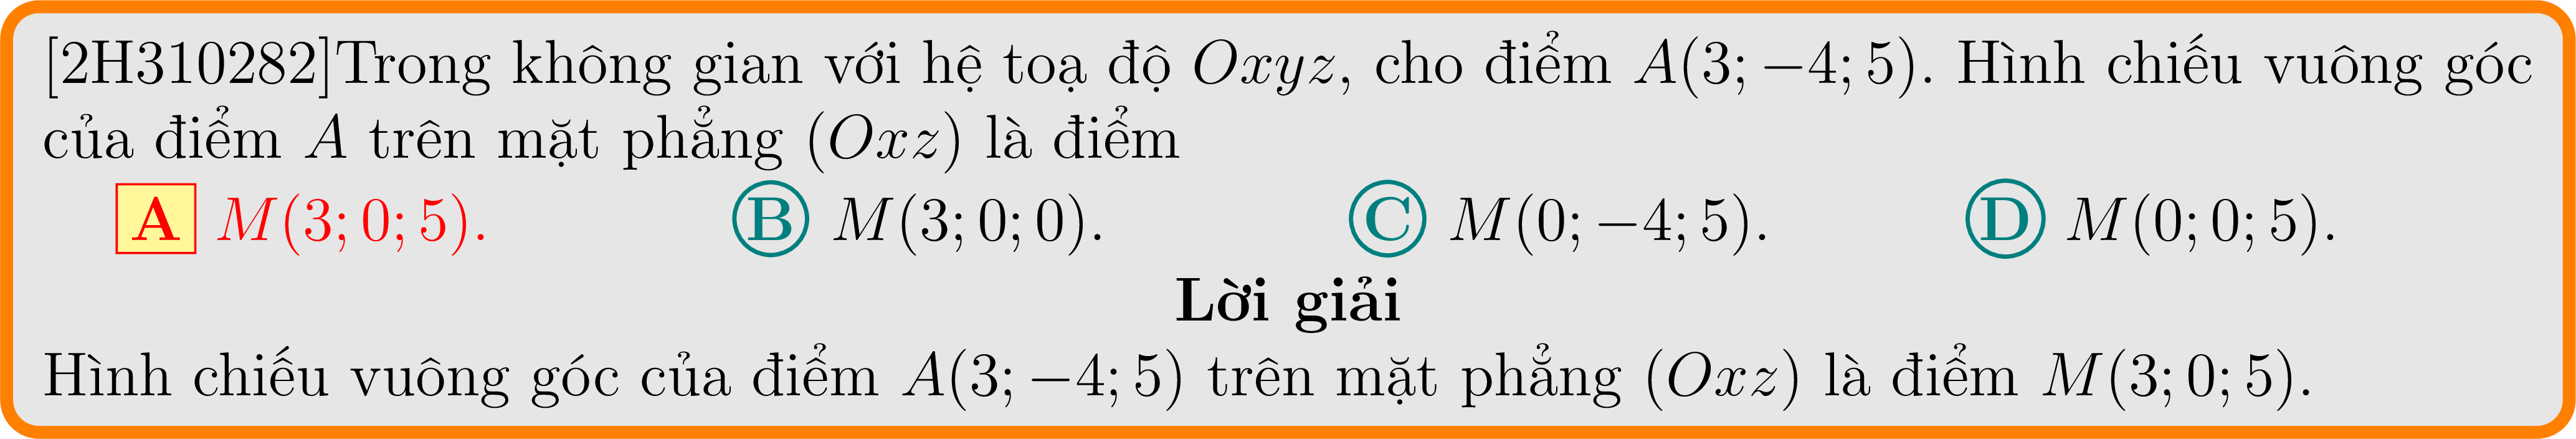 [2H310282]Trong không gian với hệ toạ độ Oxyz, cho điểm A(3; −4; 5). Hình chiếu vuông góc
của điểm A trên mặt phẳng (Oxz) là điểm
A M(3; 0; 5). B M(3; 0; 0). C M(0; −4; 5). D M(0; 0; 5).
Lời giải
Hình chiếu vuông góc của điểm A(3; −4; 5) trên mặt phẳng (Oxz) là điểm M(3; 0; 5).